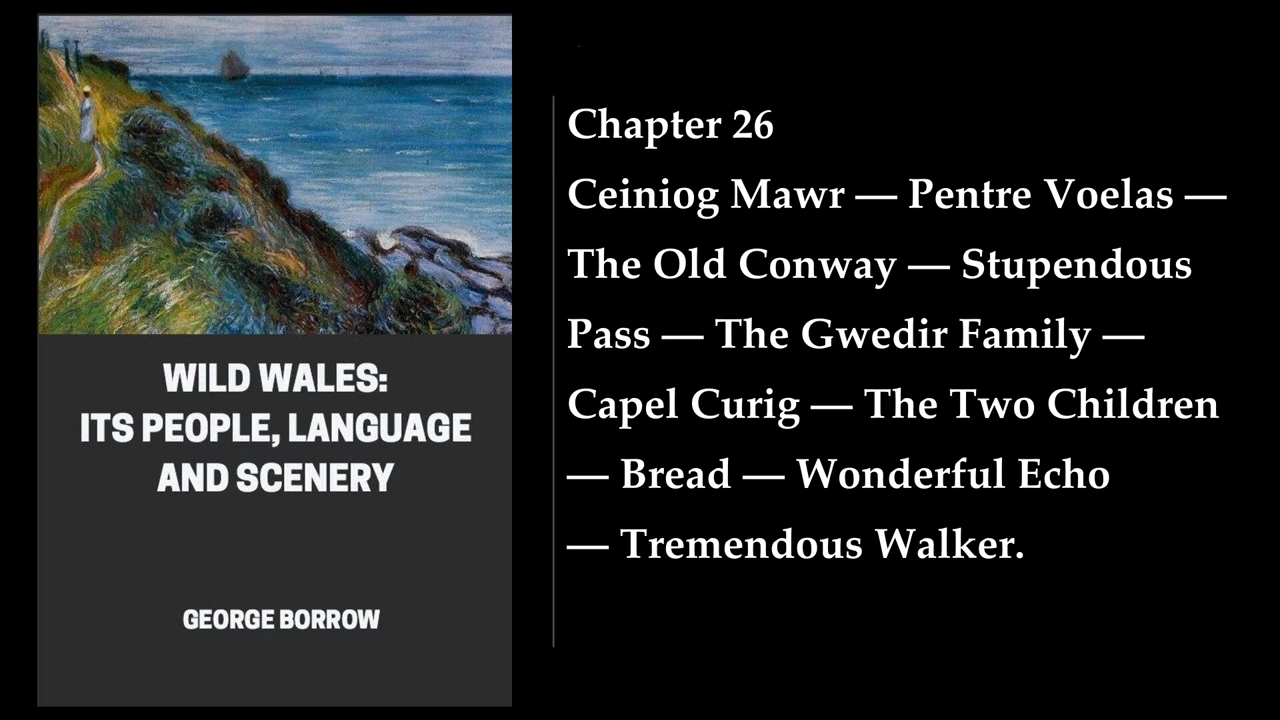 WILD WALES:
ITS PEOPLE, LANGUAGE
AND SCENERY
GEORGE BORROW
Chapter 26
Ceiniog Mawr — Pentre Voelas —
The Old Conway — Stupendous
Pass — The Gwedir Family —
Capel Curig — The Two Children
— Bread — Wonderful Echo
— Tremendous Walker.